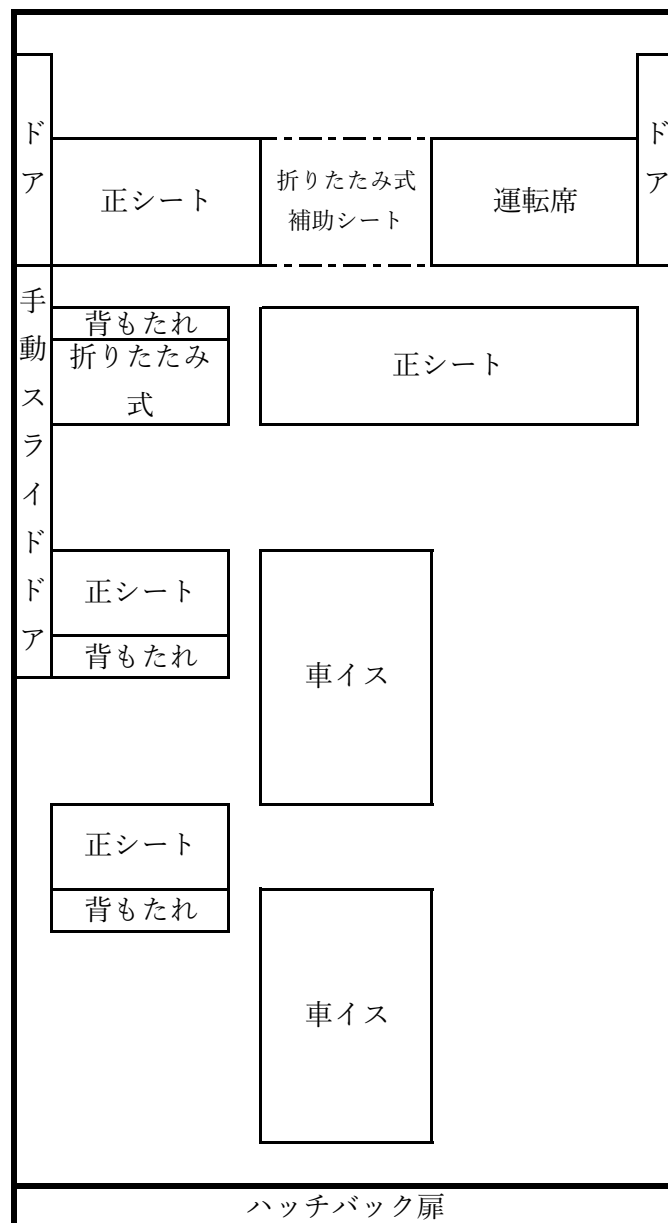 ドア
ドア
正シート
折りたたみ式
補助シート
運転席
手動スライドドア
背もたれ
折りたたみ
式
正シート
正シート
背もたれ
車イス
正シート
背もたれ
車イス
ハッチバック扉